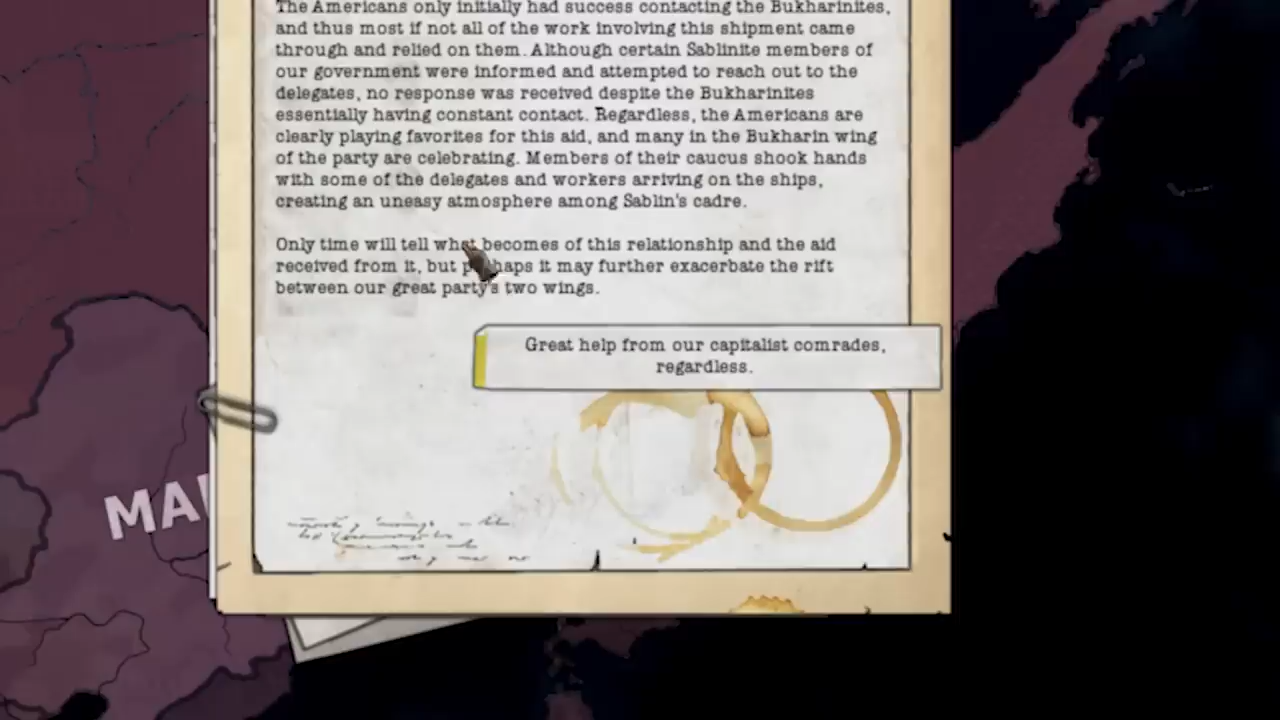 The Americans only initially had success contacting the Bukharinites,
and thus most if not all of the work involving this shipment came
through and relied on them. Although certain Sablinite members of
our government were informed and attempted to reach out to the
delegates, no response was received despite the Bukharinites
essentially having constant contact. Regardless, the Americans are
clearly playing favorites for this aid, and many in the Bukharin wing
of the party are celebrating. Members of their caucus shook hands
with some of the delegates and workers arriving on the ships,
creating an uneasy atmosphere among Sablin's cadre.
Only time will tell what becomes of this relationship and the aid
received from it, but perhaps it may further exacerbate the rift
between our great party's two wings.
Great help from our capitalist comrades,
regardless.
MA